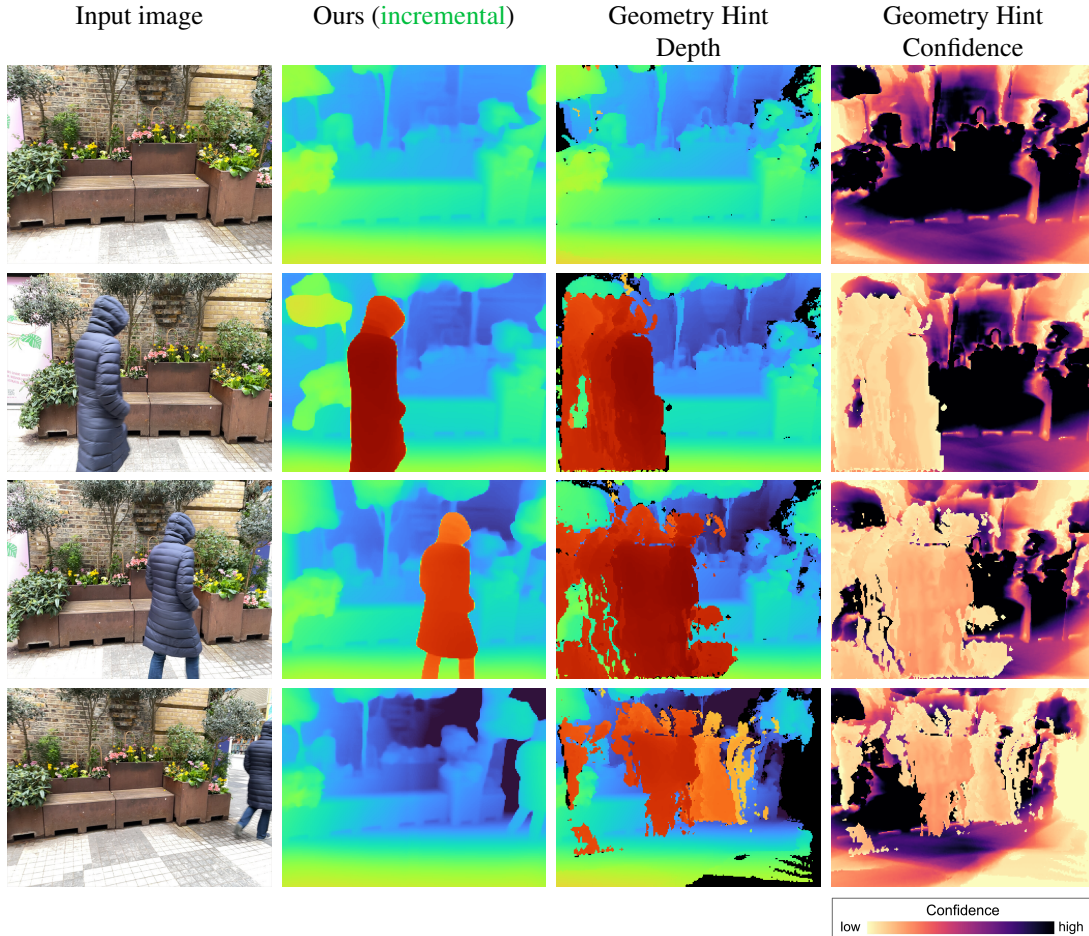 Input image
Ours (incremental)
Geometry Hint
Depth
Geometry Hint
Confidence
Confidence
low
high